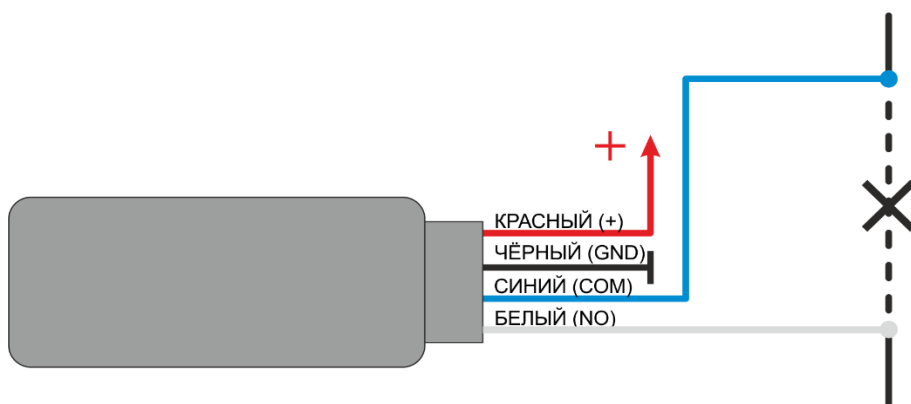 +
КРАСНЫЙ (+)
ЧЁРНЫЙ (GND)
СИНИЙ (COM)
БЕЛЫЙ (NO)